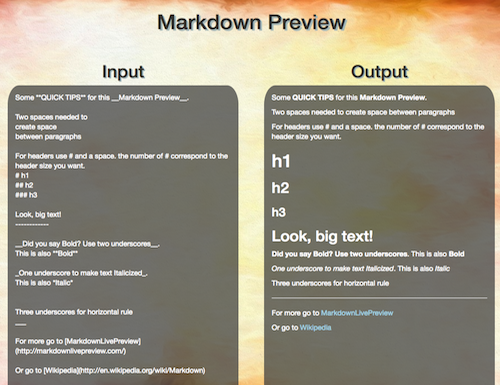 Markdown Preview
Input
Some **QUICK TIPS** for this __Markdown Preview__.
Two spaces needed to
create space
between paragraphs
For headers use # and a space. the number of # correspond to the
header size you want.
# h1
## h2
### h3
Look, big text!
------------
__Did you say Bold? Use two underscores__.
This is also **Bold**
_One underscore to make text Italicized_.
This is also *Italic*
Three underscores for horizontal rule
___
For more go to [MarkdownLivePreview]
(http://markdownlivepreview.com/)
Or go to [Wikipedia](http://en.wikipedia.org/wiki/Markdown)
Output
Some QUICK TIPS for this Markdown Preview.
Two spaces needed to create space between paragraphs
For headers use # and a space. the number of # correspond to the
header size you want.
h1
h2
h3
Look, big text!
Did you say Bold? Use two underscores. This is also Bold
One underscore to make text Italicized. This is also Italic
Three underscores for horizontal rule
For more go to MarkdownLivePreview
Or go to Wikipedia